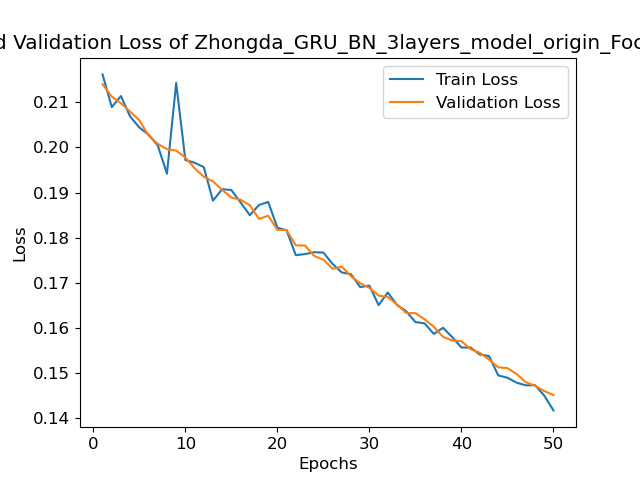 d Validation Loss of Zhongda_GRU_BN_3layers_model_origin_Foc
Train Loss
Validation Loss
0.21
0.20
0.19
0.18
0.17
0.16
0.15
0.14
Loss
0 10 20 30 40 50
Epochs